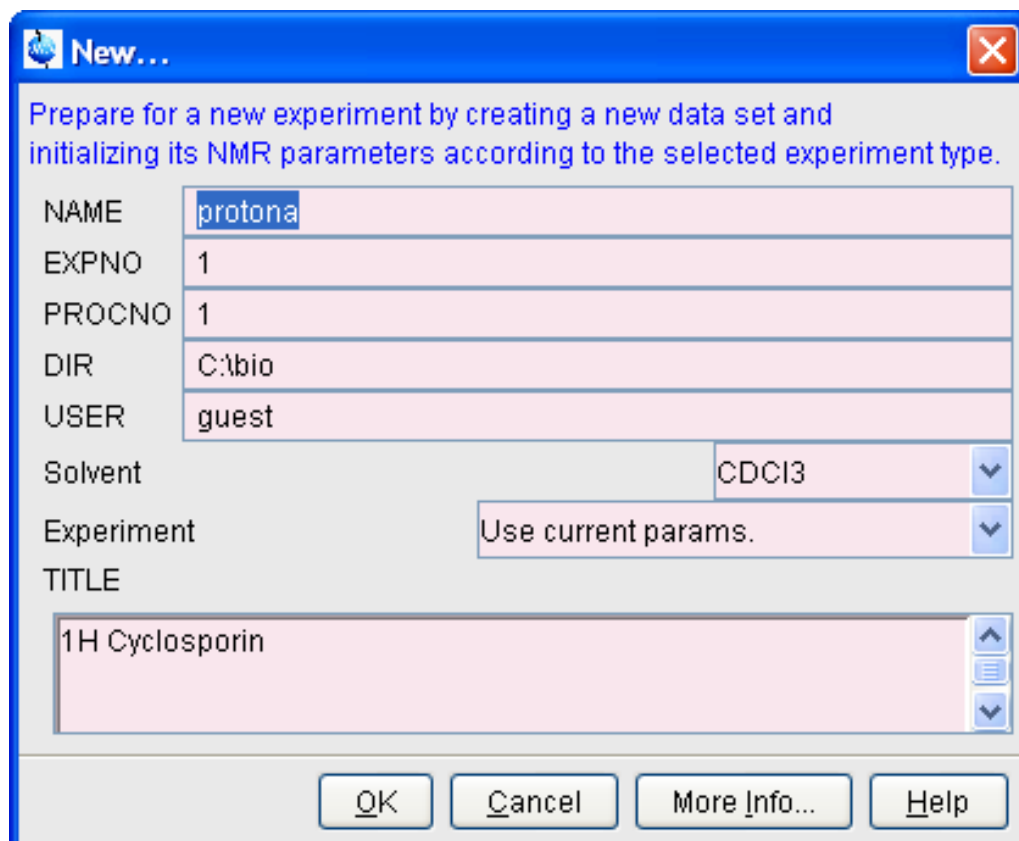 New...
Prepare for a new experiment by creating a new data set and
initializing its NMR parameters according to the selected experiment type.
NAME protona
EXPNO 1
PROCNO 1
DIR C:\bio
USER guest
Solvent CDCl3
Experiment Use current params.
TITLE
1H Cyclosporin
OK Cancel More Info... Help